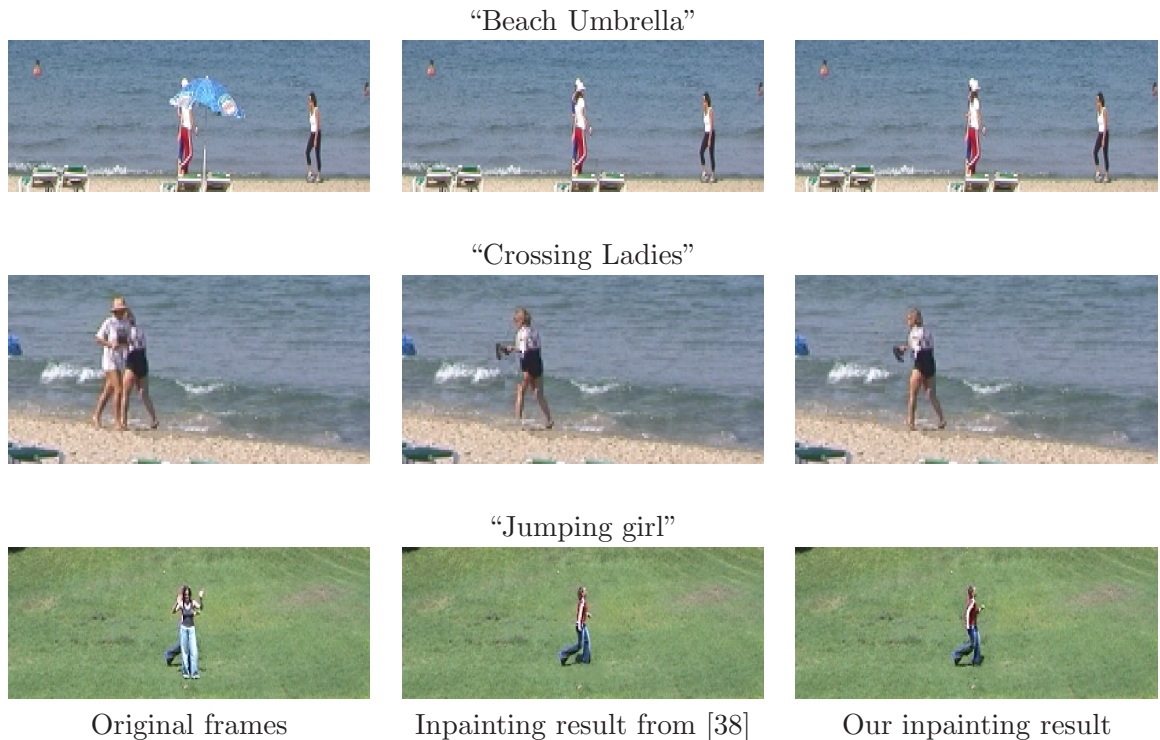 “Beach Umbrella”
“Crossing Ladies”
“Jumping girl”
Original frames
Inpainting result from [38]
Our inpainting result